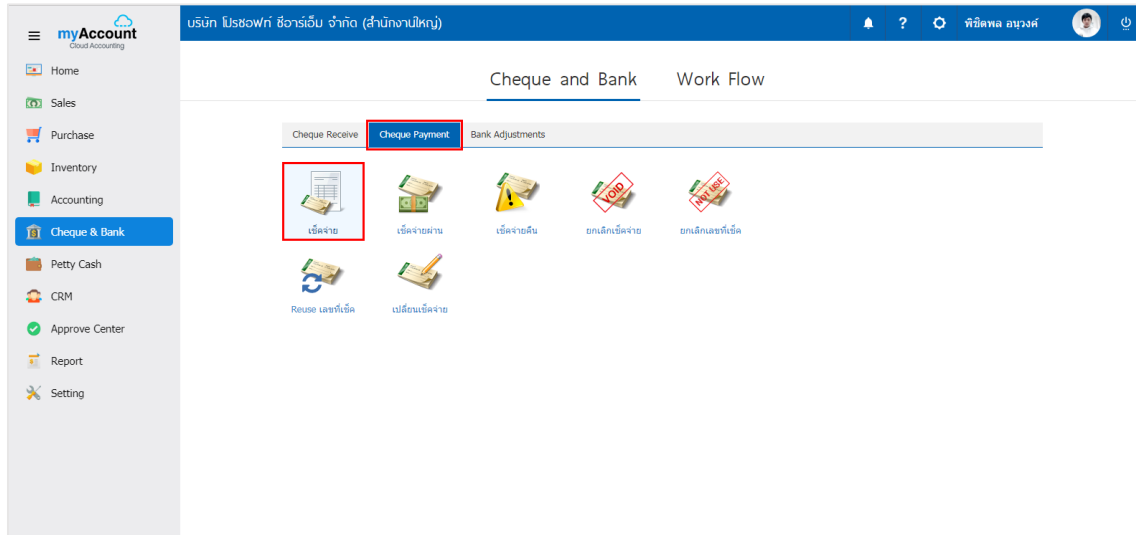 myAccount
Cloud Accounting
บริษัท โปรซอฟท์ ซีอาร์เอ็ม จำกัด (สำนักงานใหญ่)
?
พิชิตพล อนุวงศ์
Home
Sales
Purchase
Inventory
Accounting
Cheque & Bank
Petty Cash
CRM
Approve Center
Report
Setting
Cheque and Bank Work Flow
Cheque Receive Cheque Payment Bank Adjustments
VOID
NOT USE
เช็คจ่าย เช็คจ่ายผ่าน เช็คจ่ายคืน ยกเลิกเช็คจ่าย ยกเลิกเลขที่เช็ค
Reuse เลขที่เช็ค เปลี่ยนเช็คจ่าย